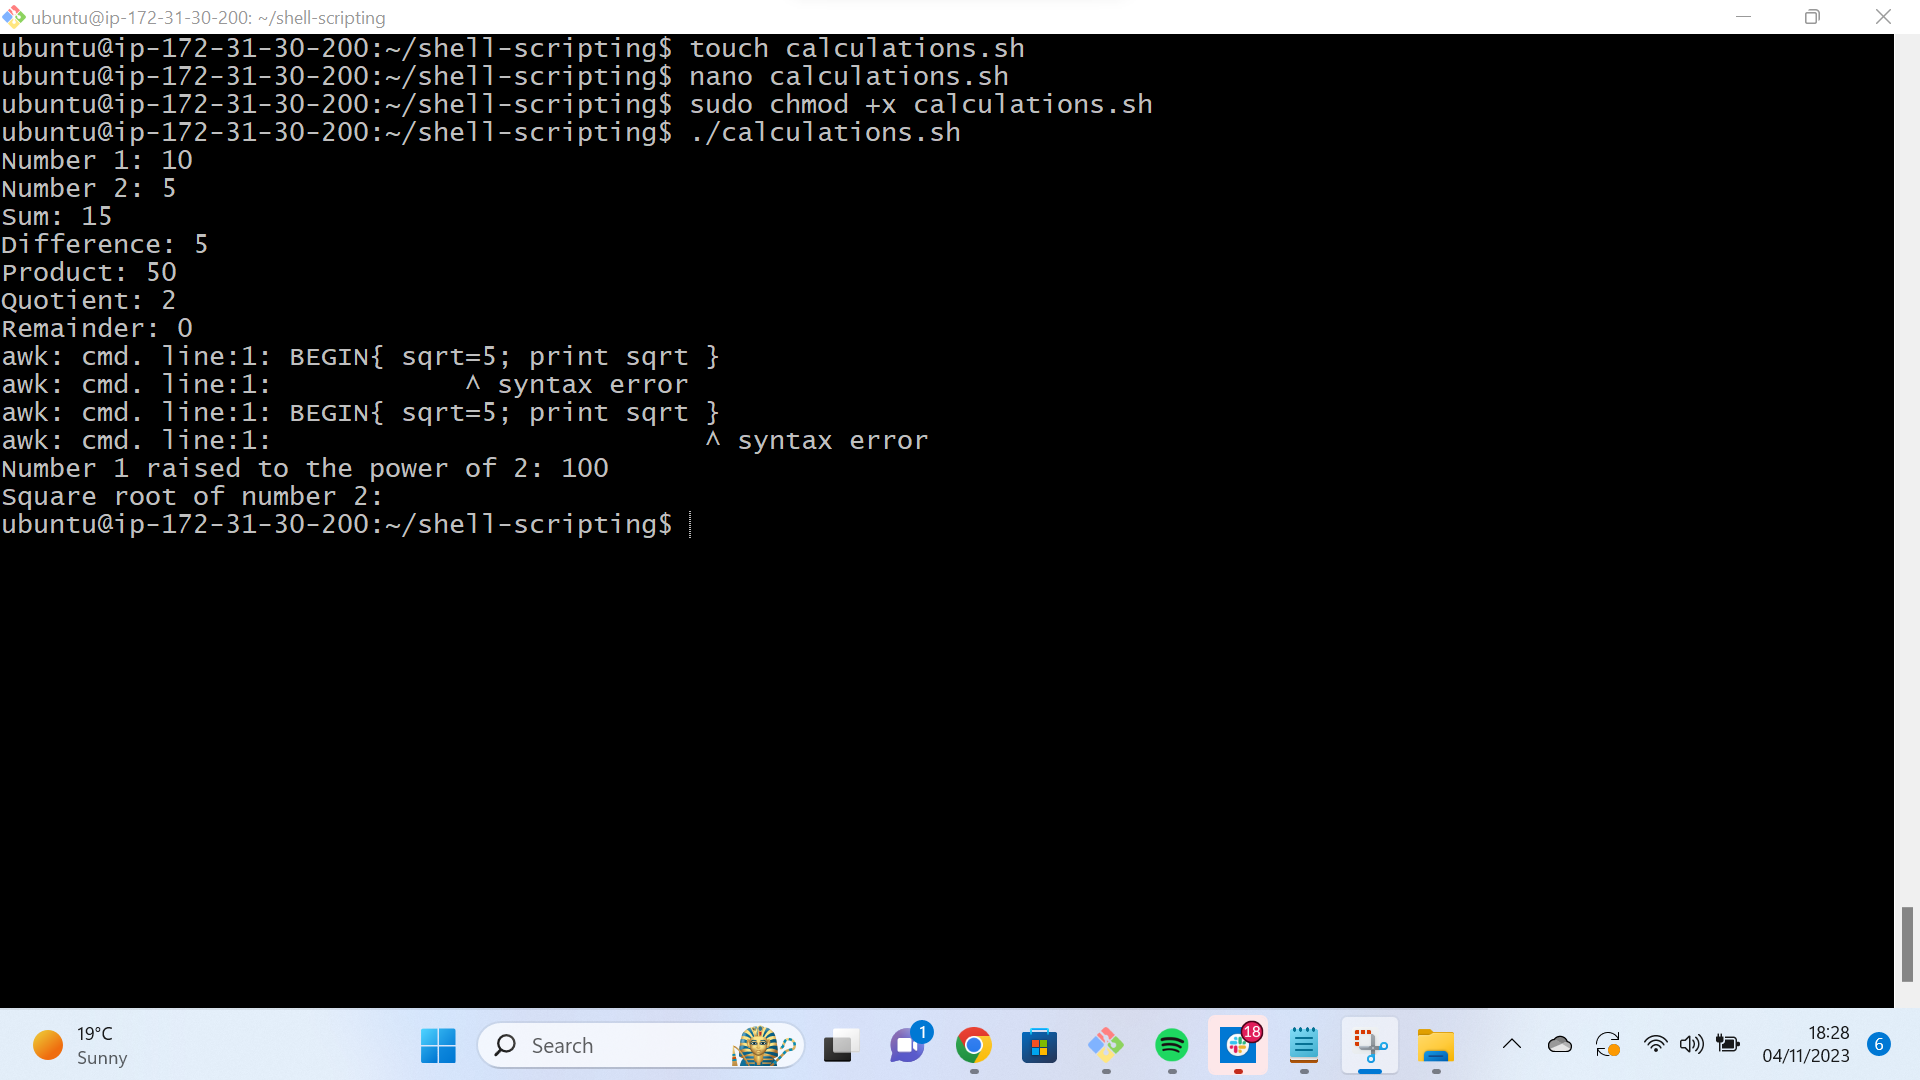 ubuntu@ip-172-31-30-200: ~/shell-scripting
ubuntu@ip-172-31-30-200:~/shell-scripting$ touch calculations.sh
ubuntu@ip-172-31-30-200:~/shell-scripting$ nano calculations.sh
ubuntu@ip-172-31-30-200:~/shell-scripting$ sudo chmod +x calculations.sh
ubuntu@ip-172-31-30-200:~/shell-scripting$ ./calculations.sh
Number 1: 10
Number 2: 5
Sum: 15
Difference: 5
Product: 50
Quotient: 2
Remainder: 0
awk: cmd. line:1: BEGIN{ sqrt=5; print sqrt }
awk: cmd. line:1:            ^ syntax error
awk: cmd. line:1: BEGIN{ sqrt=5; print sqrt }
awk: cmd. line:1:                           ^ syntax error
Number 1 raised to the power of 2: 100
Square root of number 2:
ubuntu@ip-172-31-30-200:~/shell-scripting$
19°C
Sunny
Search
1
18
18:28
04/11/2023
6